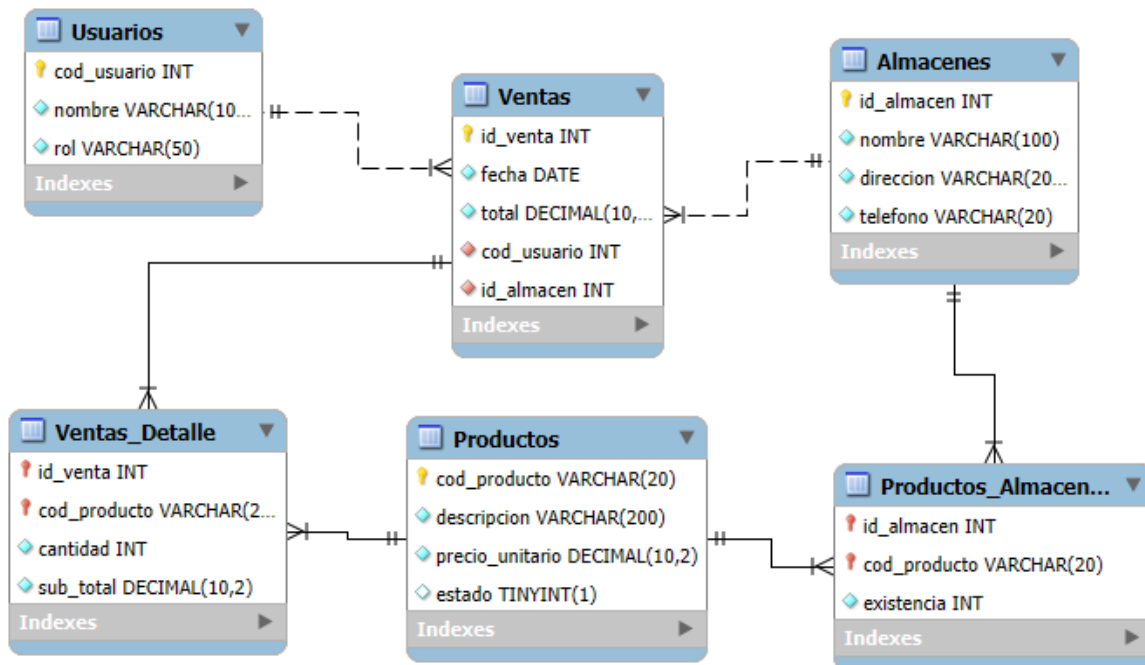 Usuarios
cod_usuario INT
nombre VARCHAR(10...
rol VARCHAR(50)
Indexes
Ventas
id_venta INT
fecha DATE
total DECIMAL(10,...
cod_usuario INT
id_almacen INT
Indexes
Almacenes
id_almacen INT
nombre VARCHAR(100)
direccion VARCHAR(20...
telefono VARCHAR(20)
Indexes
Ventas_Detalle
id_venta INT
cod_producto VARCHAR(2...
cantidad INT
sub_total DECIMAL(10,2)
Indexes
Productos
cod_producto VARCHAR(20)
descripcion VARCHAR(200)
precio_unitario DECIMAL(10,2)
estado TINYINT(1)
Indexes
Productos_Almacen...
id_almacen INT
cod_producto VARCHAR(20)
existencia INT
Indexes